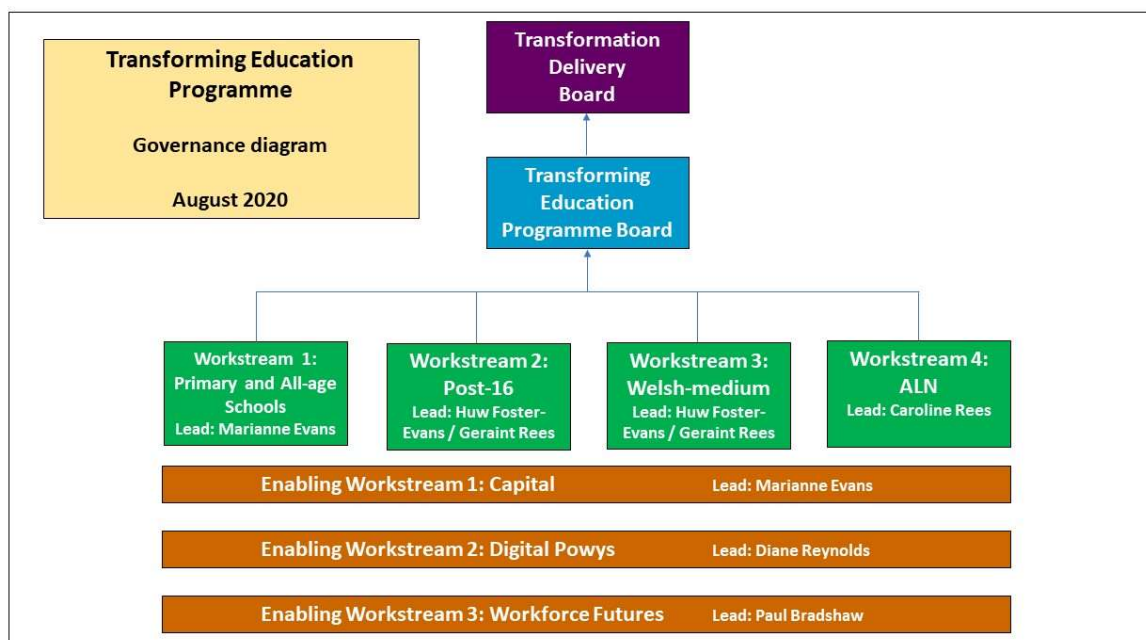 Transforming Education
Programme
Governance diagram
August 2020
Transformation
Delivery
Board
Transforming
Education
Programme Board
Workstream 1:
Primary and All-age
Schools
Lead: Marianne Evans
Workstream 2:
Post-16
Lead: Huw Foster-
Evans / Geraint Rees
Workstream 3:
Welsh-medium
Lead: Huw Foster-
Evans / Geraint Rees
Workstream 4:
ALN
Lead: Caroline Rees
Enabling Workstream 1: Capital Lead: Marianne Evans
Enabling Workstream 2: Digital Powys Lead: Diane Reynolds
Enabling Workstream 3: Workforce Futures Lead: Paul Bradshaw